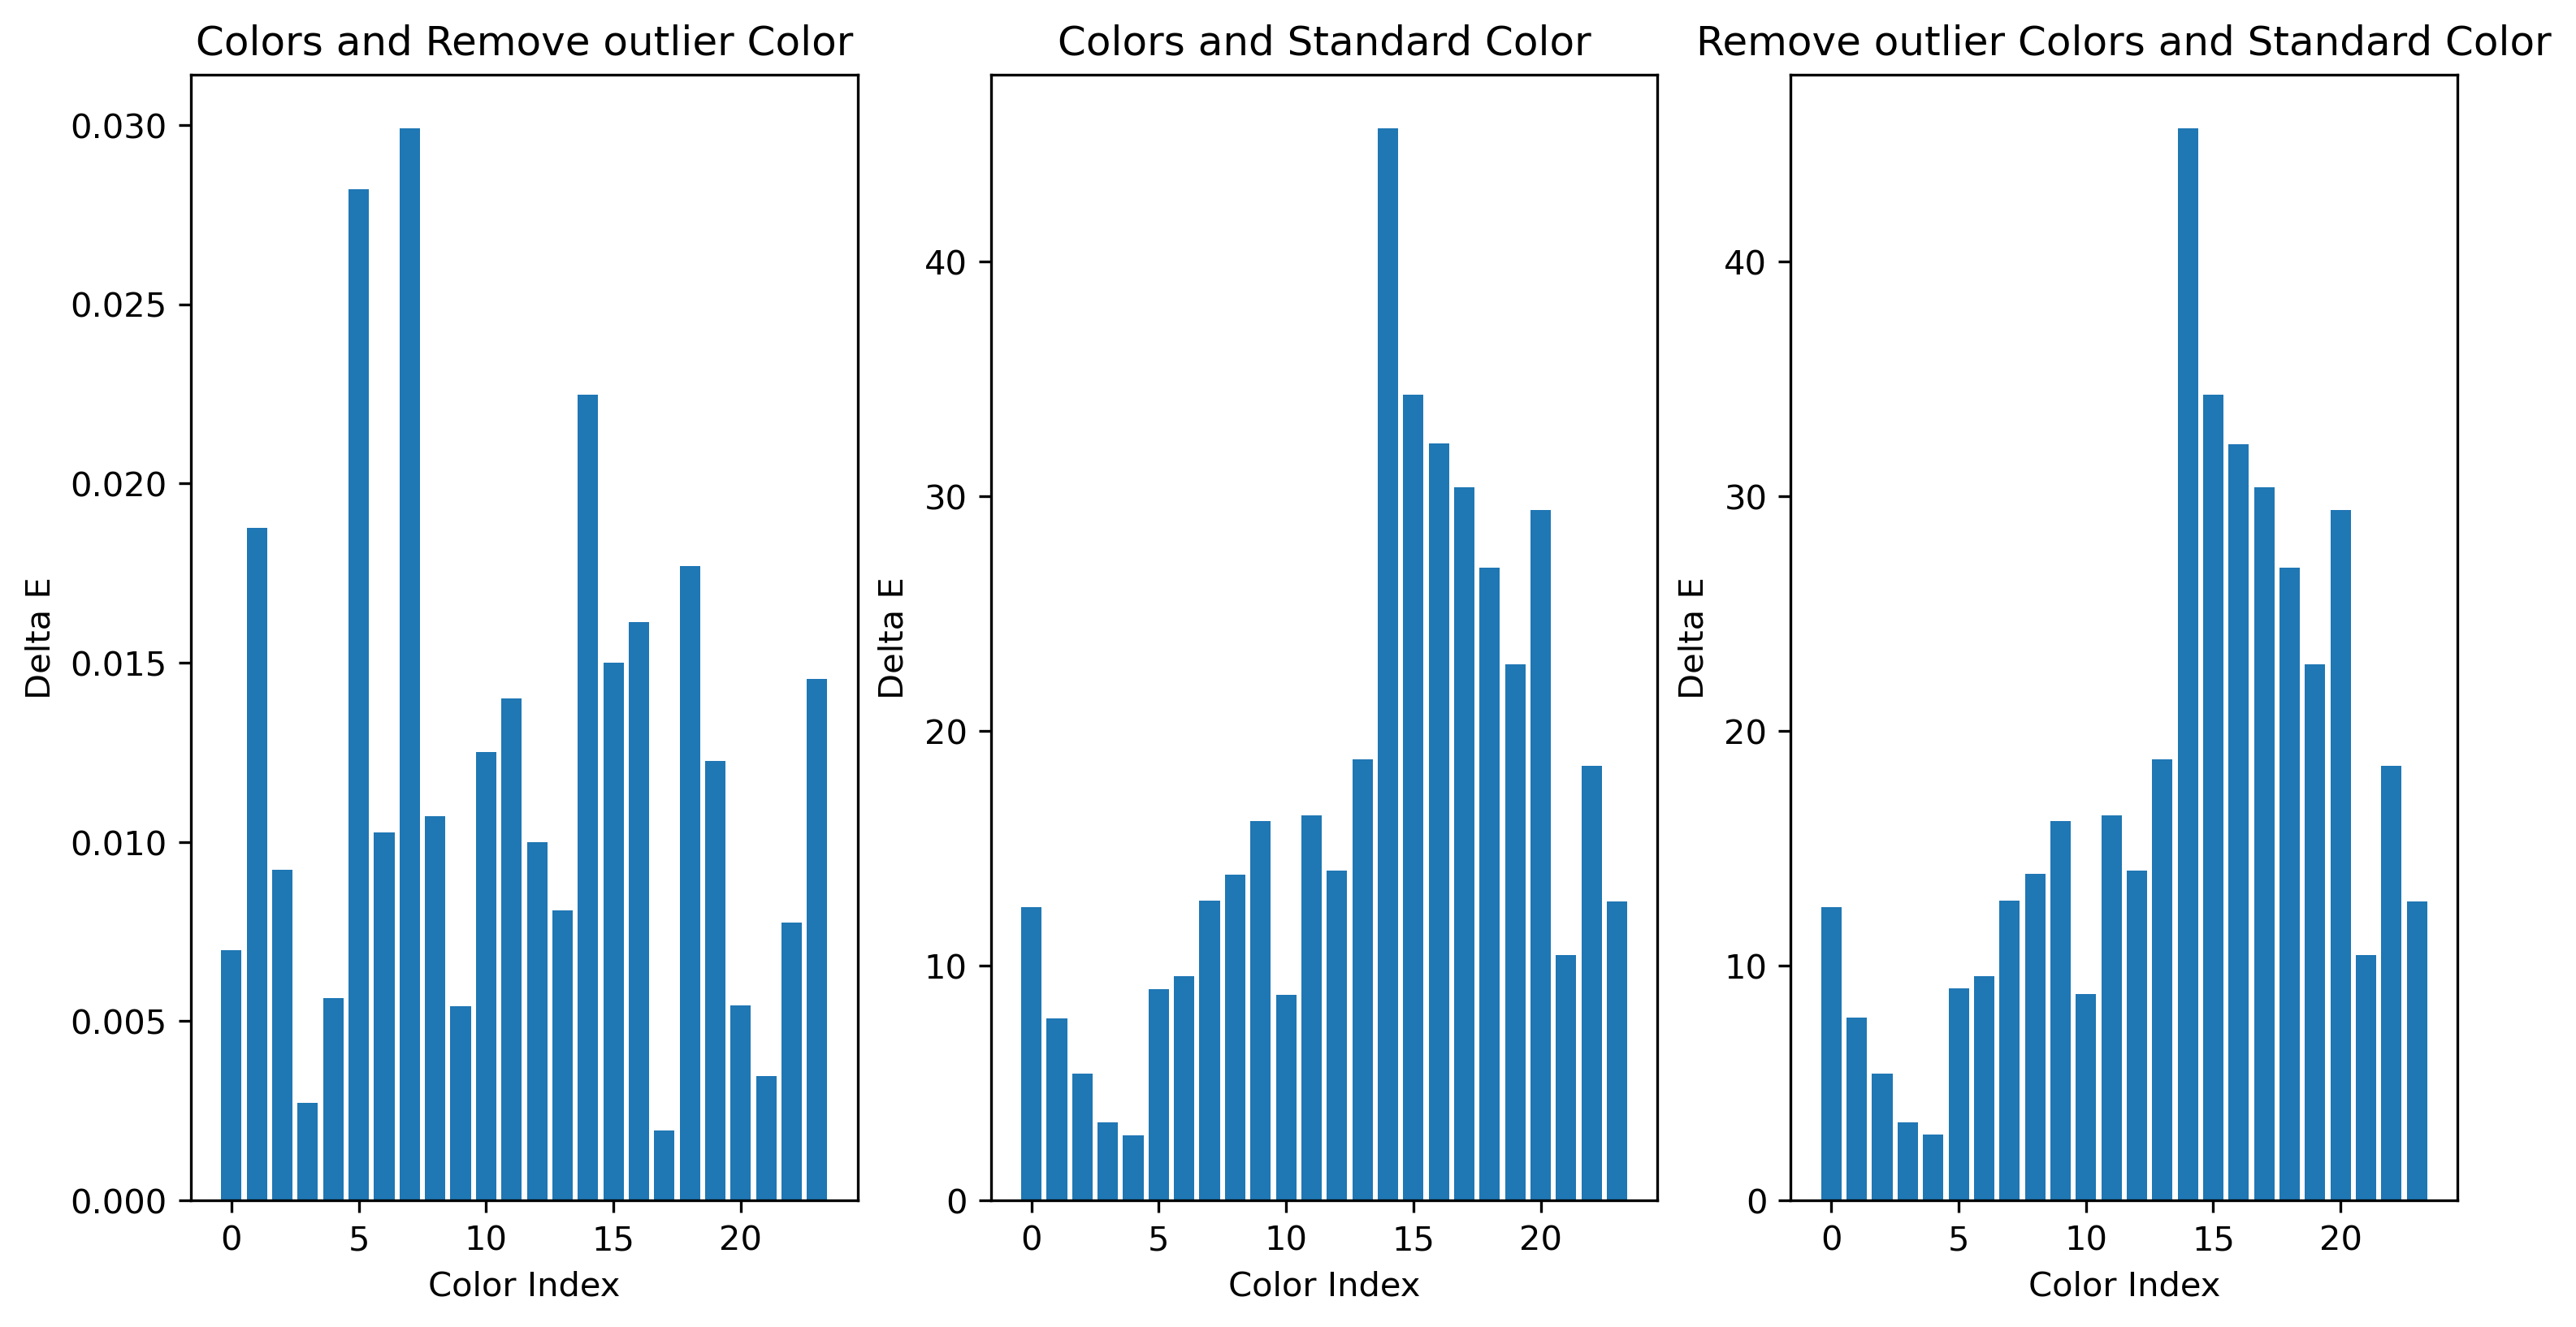 Colors and Remove outlier Color
Delta E
0.030
0.025
0.020
0.015
0.010
0.005
0.000
0 5 10 15 20
Color Index
Colors and Standard Color
Delta E
40
30
20
10
0
0 5 10 15 20
Color Index
Remove outlier Colors and Standard Color
Delta E
40
30
20
10
0
0 5 10 15 20
Color Index